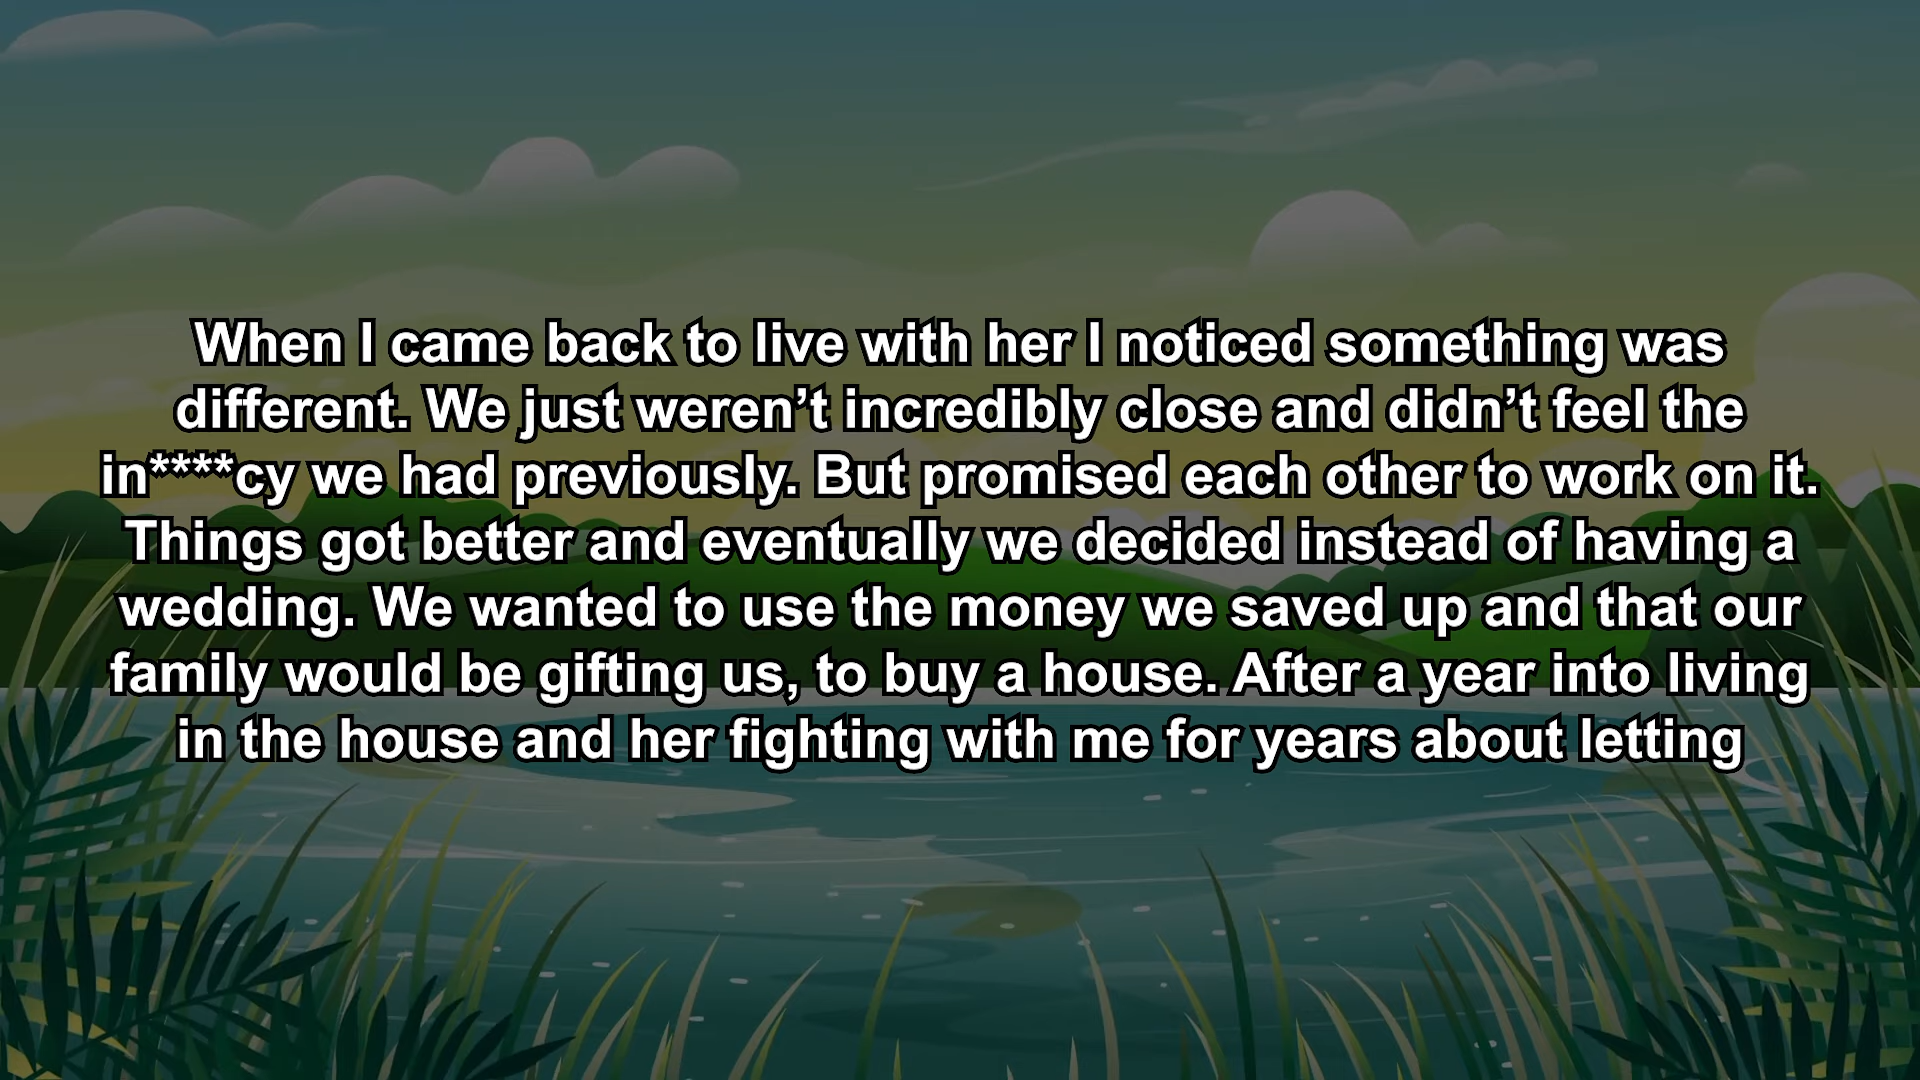 When I came back to live with her I noticed something was
different. We just weren’t incredibly close and didn’t feel the
in****cy we had previously. But promised each other to work on it.
Things got better and eventually we decided instead of having a
wedding. We wanted to use the money we saved up and that our
family would be gifting us, to buy a house. After a year into living
in the house and her fighting with me for years about letting